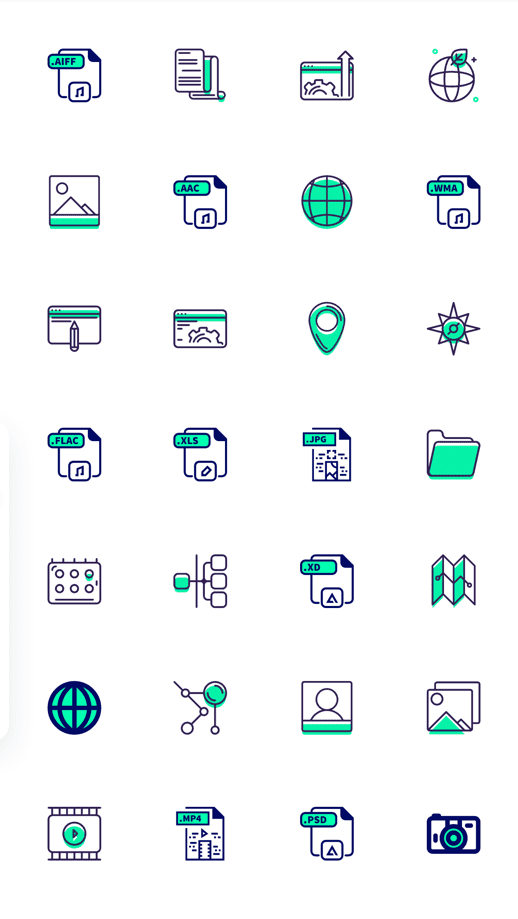 .AIFF
.AAC
.WMA
.FLAC
.XLS
.JPG
.XD
.MP4
.PSD